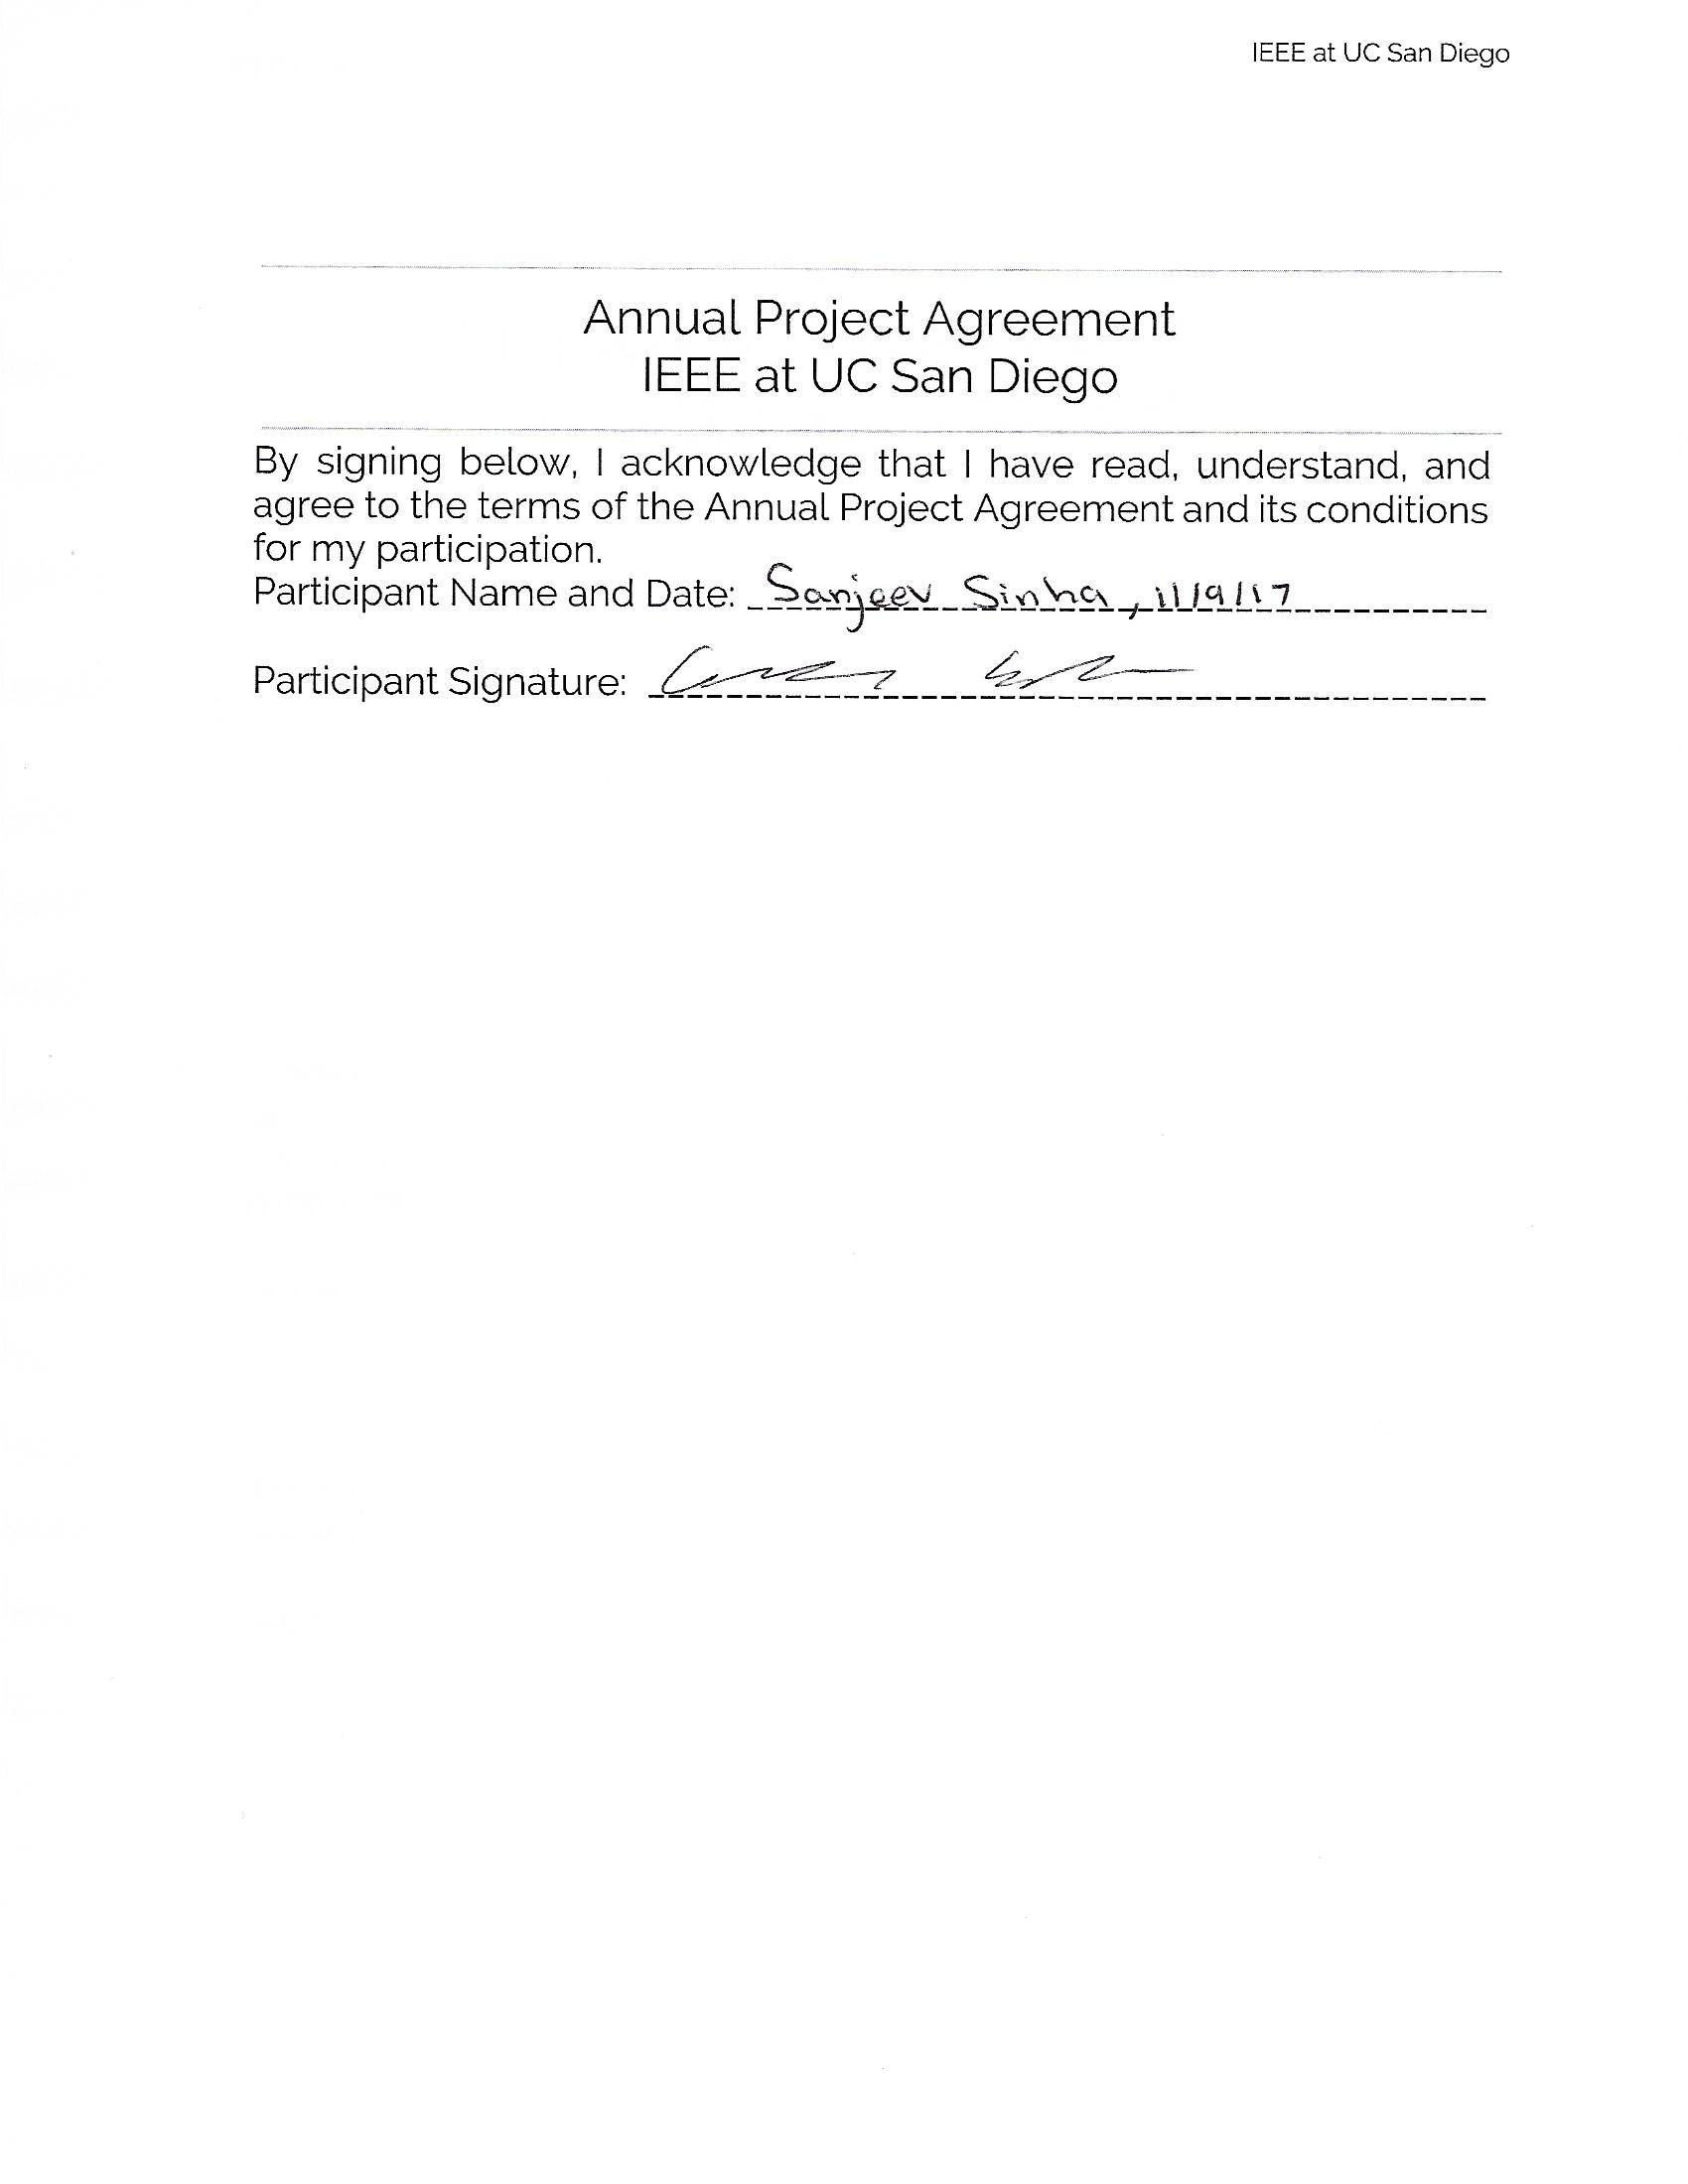 IEEE at UC San Diego
Annual Project Agreement
IEEE at UC San Diego
By signing below, I acknowledge that I have read, understand, and
agree to the terms of the Annual Project Agreement and its conditions
for my participation.
Participant Name and Date: Sanjeev Sinha, 11/9/17
Participant Signature: